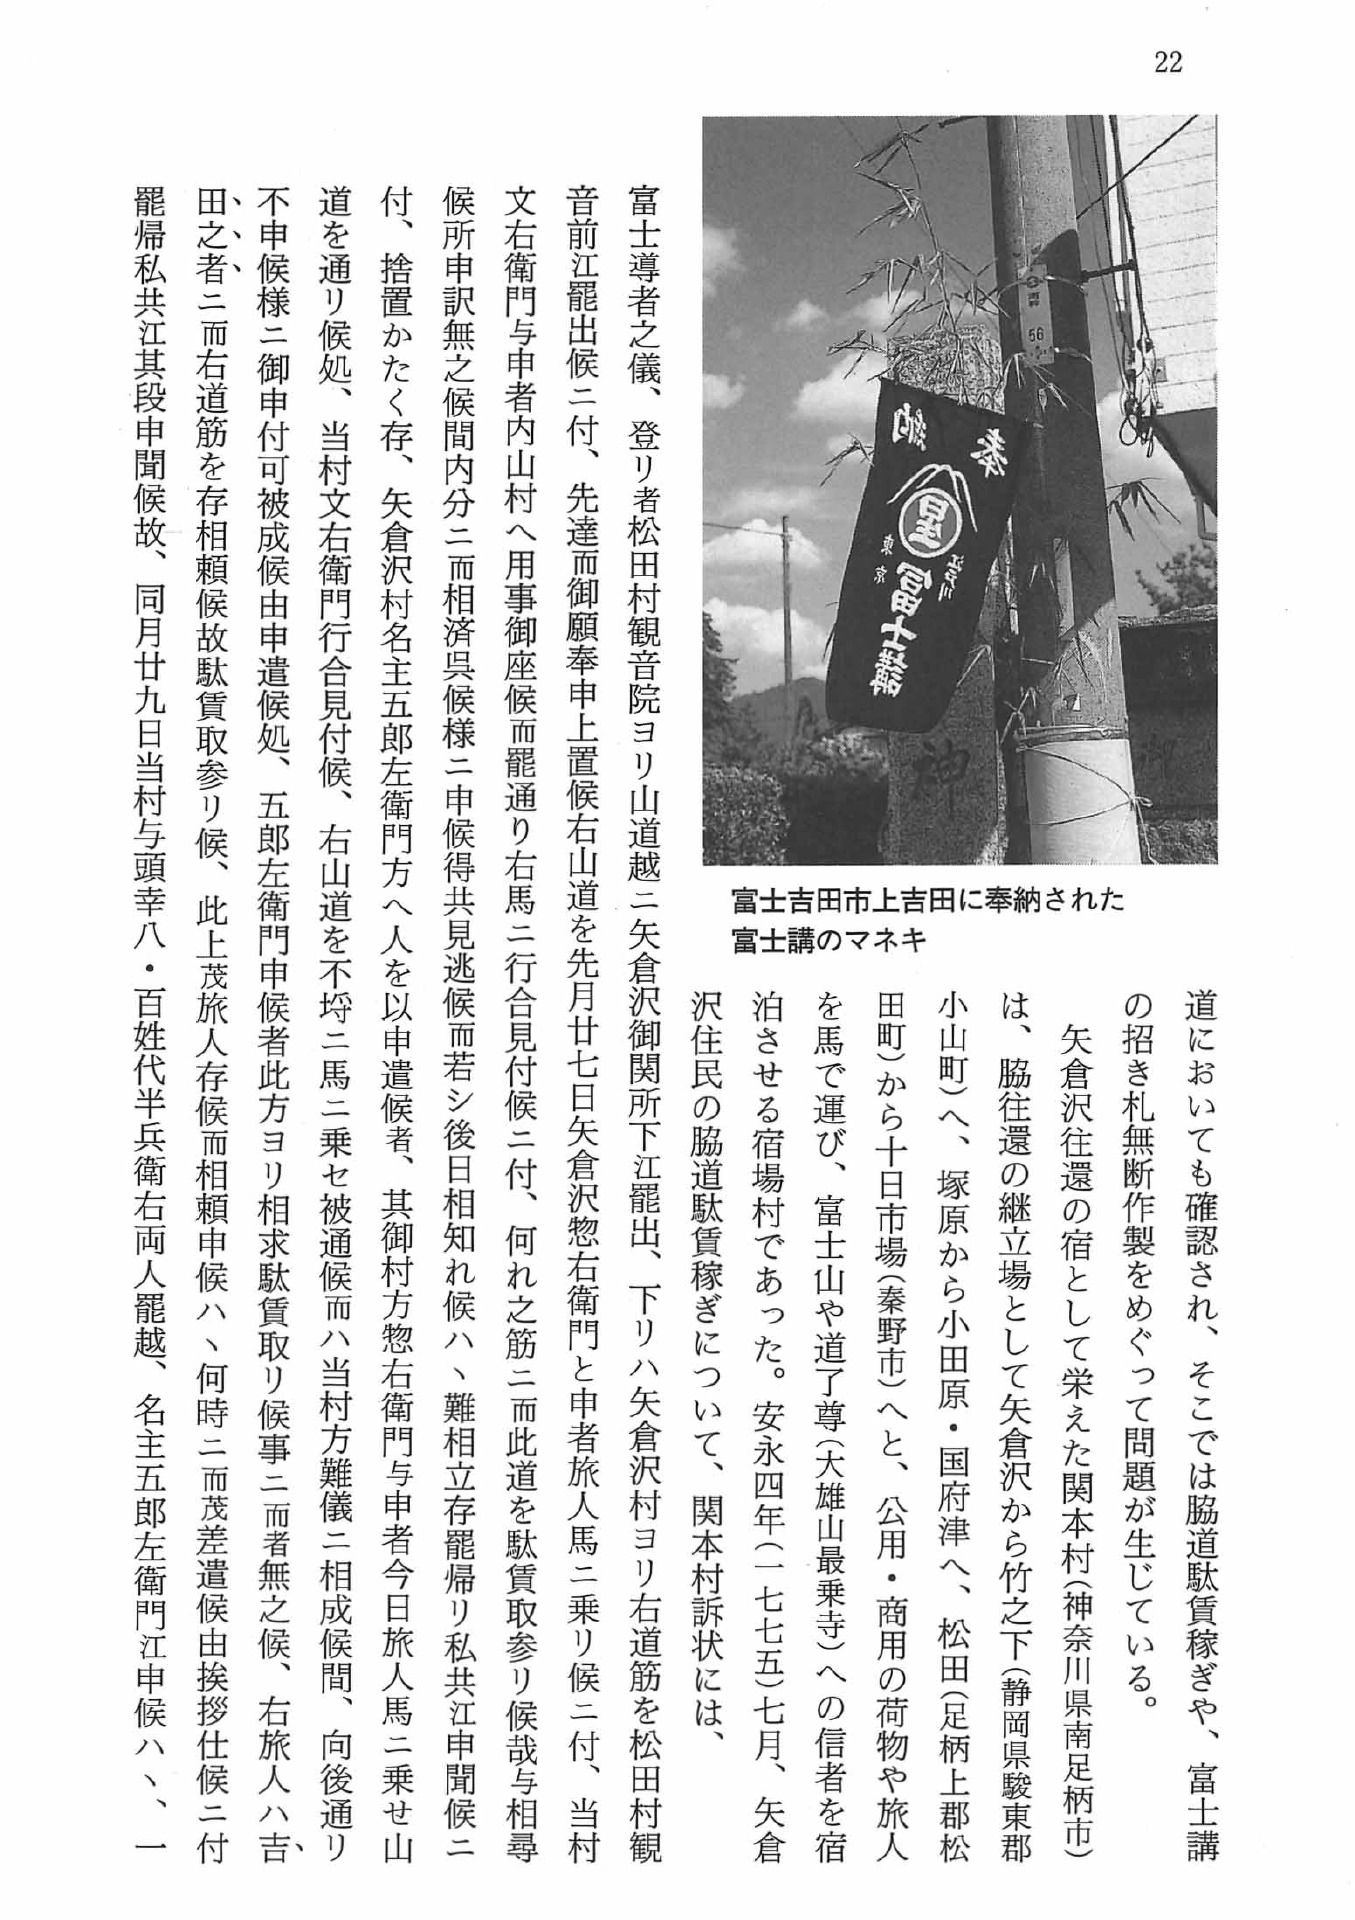 22
奉
納
星
江戸川
東京
富士講
56
神
富士吉田市上吉田に奉納された
富士講のマネキ
道においても確認され、そこでは脇道駄賃稼ぎや、富士講
の招き札無断作製をめぐって問題が生じている。
矢倉沢往還の宿として栄えた関本村(神奈川県南足柄市)
は、脇往還の継立場として矢倉沢から竹之下(静岡県駿東郡
小山町)へ、塚原から小田原・国府津へ、松田(足柄上郡松
田町)から十日市場(秦野市)へと、公用・商用の荷物や旅人
を馬で運び、富士山や道了尊(大雄山最乗寺)への信者を宿
泊させる宿場村であった。安永四年(一七七五)七月、矢倉
沢住民の脇道駄賃稼ぎについて、関本村訴状には、
富士導者之儀、登リ者松田村観音院ヨリ山道越ニ矢倉沢御関所下江罷出、下リハ矢倉沢村ヨリ右道筋を松田村観
音前江罷出候ニ付、先達而御願奉申上置候右山道を先月廿七日矢倉沢惣右衛門と申者旅人馬ニ乗リ候ニ付、当村
文右衛門与申者内山村へ用事御座候而罷通り右馬ニ行合見付候ニ付、何れ之筋ニ而此道を駄賃取参リ候哉与相尋
候所申訳無之候間内分ニ而相済呉候様ニ申候得共見逃候而若シ後日相知れ候ハヽ難相立存罷帰リ私共江申聞候ニ
付、捨置かたく存、矢倉沢村名主五郎左衛門方へ人を以申遣候者、其御村方惣右衛門与申者今日旅人馬ニ乗せ山
道を通リ候処、当村文右衛門行合見付候、右山道を不埒ニ馬ニ乗セ被通候而ハ当村方難儀ニ相成候間、向後通リ
不申候様ニ御申付可被成候由申遣候処、五郎左衛門申候者此方ヨリ相求駄賃取リ候事ニ而者無之候、右旅人ハ吉
田之者ニ而右道筋を存相頼候故駄賃取参リ候、此上茂旅人存候而相頼申候ハヽ何時ニ而茂差遣候由挨拶仕候ニ付
罷帰私共江其段申聞候故、同月廿九日当村与頭幸八・百姓代半兵衛右両人罷越、名主五郎左衛門江申候ハヽ、一